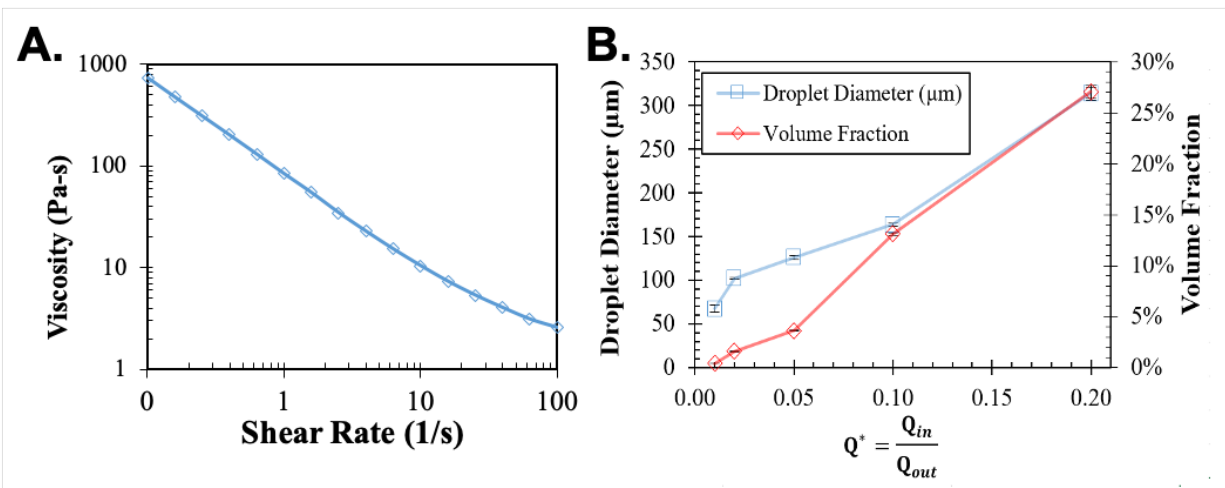 A.
1000
100
10
1
Viscosity (Pa-s)
0 1 10 100
Shear Rate (1/s)
B.
350
300
250
200
150
100
50
0
Droplet Diameter (µm)
Droplet Diameter (µm)
Volume Fraction
30%
25%
20%
15%
10%
5%
0%
Volume Fraction
0.00 0.05 0.10 0.15 0.20
Q* = Qin
Qout